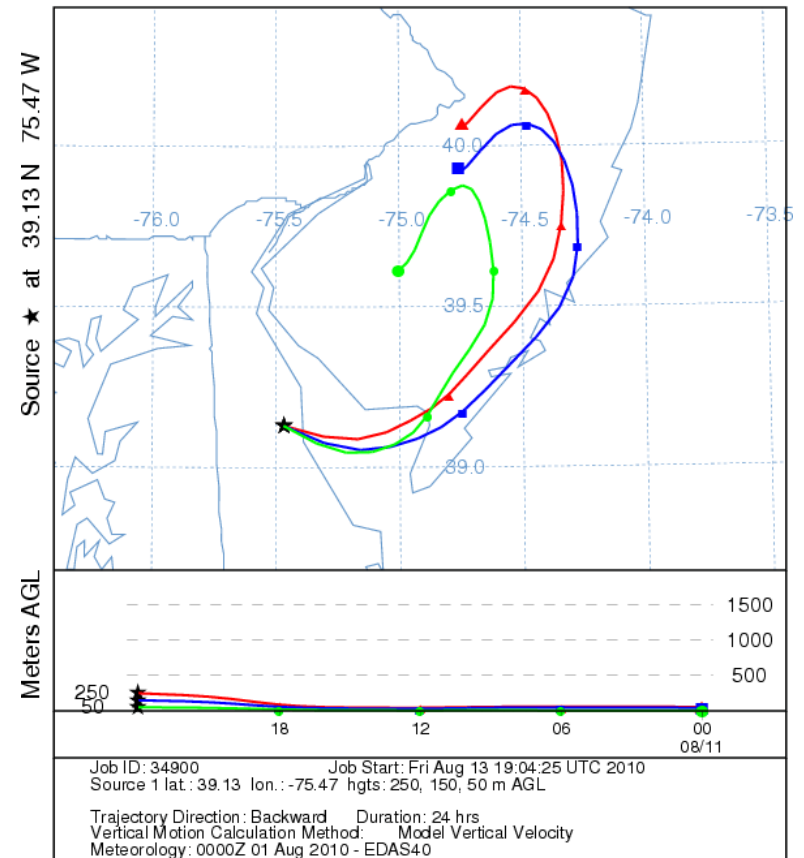 Source ★ at 39.13 N 75.47 W
40.0
-76.0 -75.5 -75.0 -74.5 -74.0 -73.5
39.5
39.0
Meters AGL
1500
1000
500
250
50
18 12 06 00
08/11
Job ID: 34900 Job Start: Fri Aug 13 19:04:25 UTC 2010
Source 1 lat.: 39.13 lon.: -75.47 hgts: 250, 150, 50 m AGL
Trajectory Direction: Backward Duration: 24 hrs
Vertical Motion Calculation Method: Model Vertical Velocity
Meteorology: 0000Z 01 Aug 2010 - EDAS40